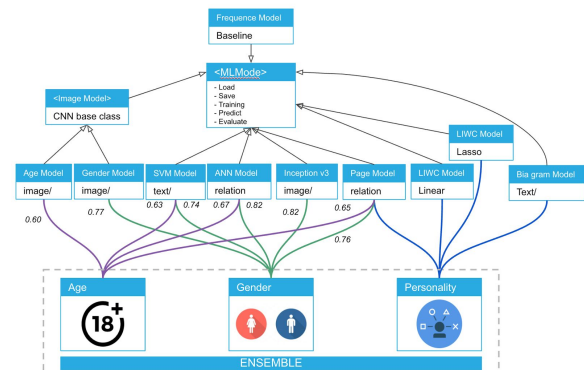 Frequence Model
Baseline
<MLMode>
- Load
- Save
- Training
- Predict
- Evaluate
<Image Model>
CNN base class
LIWC Model
Lasso
Age Model
image/
Gender Model
image/
SVM Model
text/
ANN Model
relation
Inception v3
image/
Page Model
relation
LIWC Model
Linear
Bia gram Model
Text/
0.60
0.77
0.63
0.74
0.67
0.82
0.82
0.65
0.76
Age
18+
Gender
Personality
ENSEMBLE